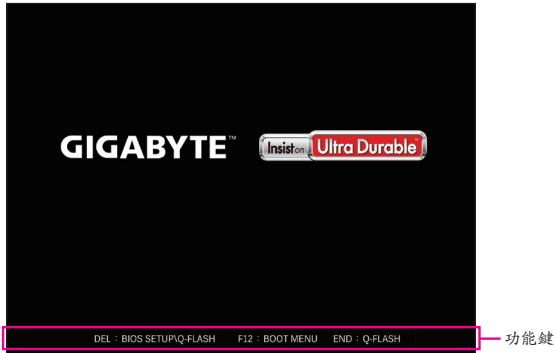 GIGABYTE™
Insist on Ultra Durable™
DEL：BIOS SETUP\Q-FLASH F12：BOOT MENU END：Q-FLASH
功能鍵